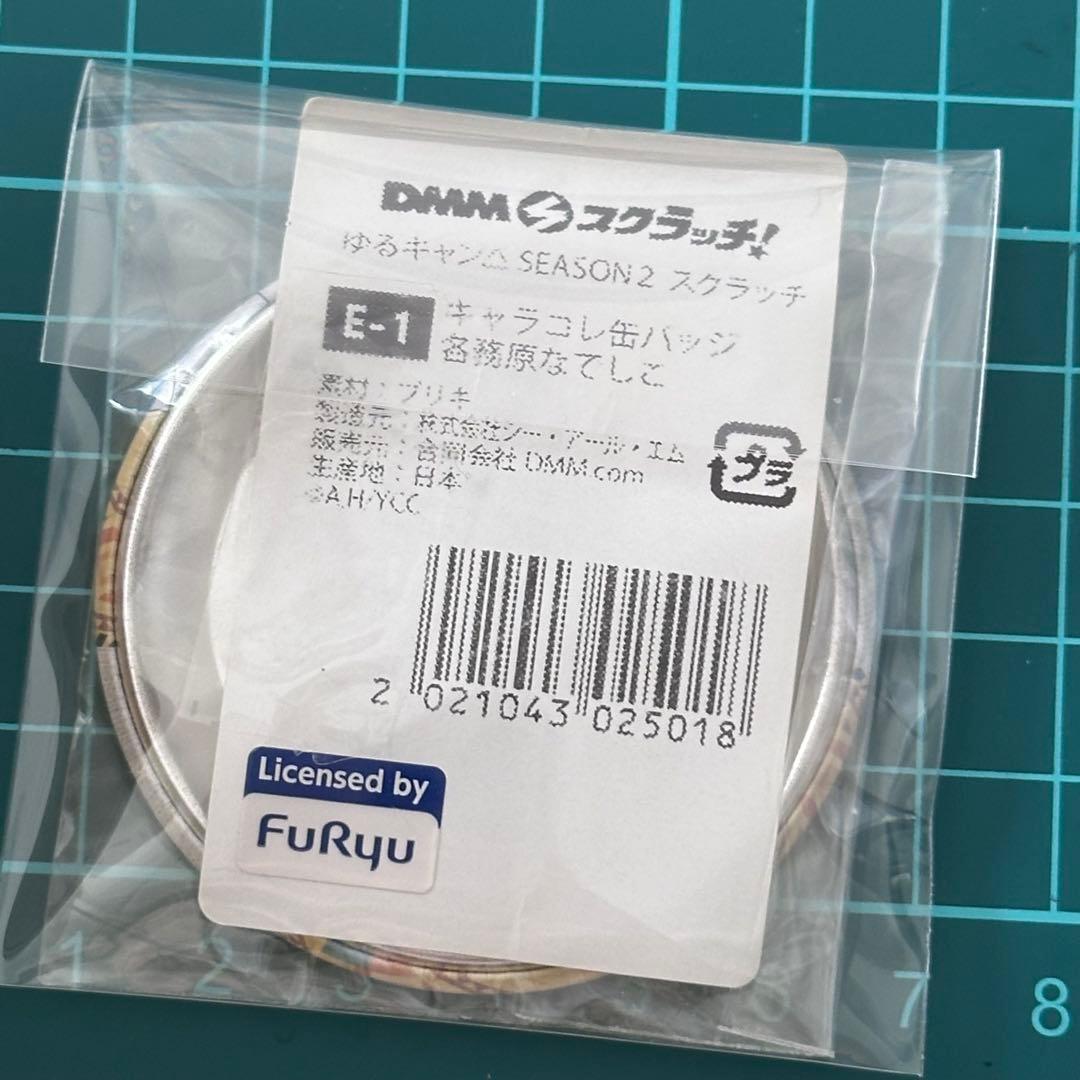 DMM スクラッチ!
ゆるキャン△ SEASON2 スクラッチ
E-1
キャラコレ缶バッジ
各務原なでしこ
素材：ブリキ
製造元：株式会社ツー・アール・エム
販売元：合同会社DMM.com
生産地：日本
©A,H/YCC
プラ
2 021043 025018
Licensed by
FuRyu
1 2 3 7 8